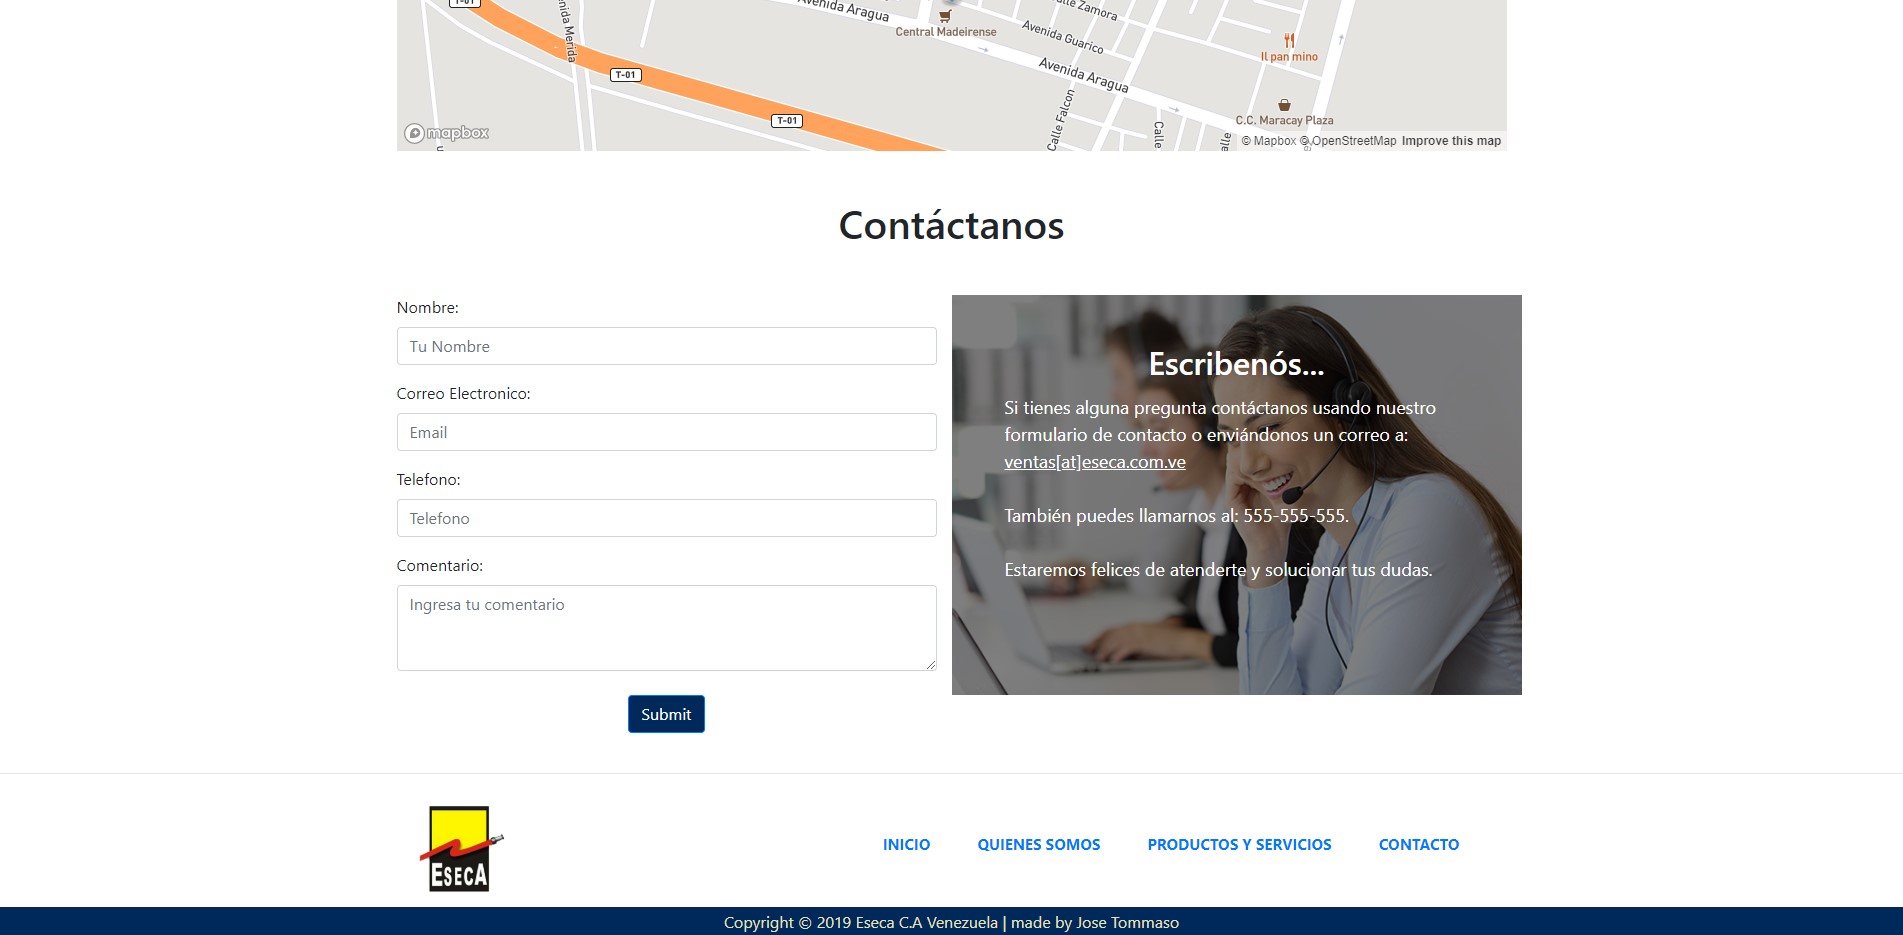 T-01
Avenida Merida
Avenida Aragua
Central Madeirense
Calle Zamora
Avenida Guarico
Il pan mino
T-01
Avenida Aragua
C.C. Maracay Plaza
T-01
Calle Falcon
Calle
Calle
mapbox
© Mapbox © OpenStreetMap Improve this map
Contáctanos
Nombre:
Tu Nombre
Correo Electronico:
Email
Telefono:
Telefono
Comentario:
Ingresa tu comentario
Submit
Escribenós...
Si tienes alguna pregunta contáctanos usando nuestro
formulario de contacto o enviándonos un correo a:
ventas[at]eseca.com.ve
También puedes llamarnos al: 555-555-555.
Estaremos felices de atenderte y solucionar tus dudas.
ESECA
INICIO QUIENES SOMOS PRODUCTOS Y SERVICIOS CONTACTO
Copyright © 2019 Eseca C.A Venezuela | made by Jose Tommaso